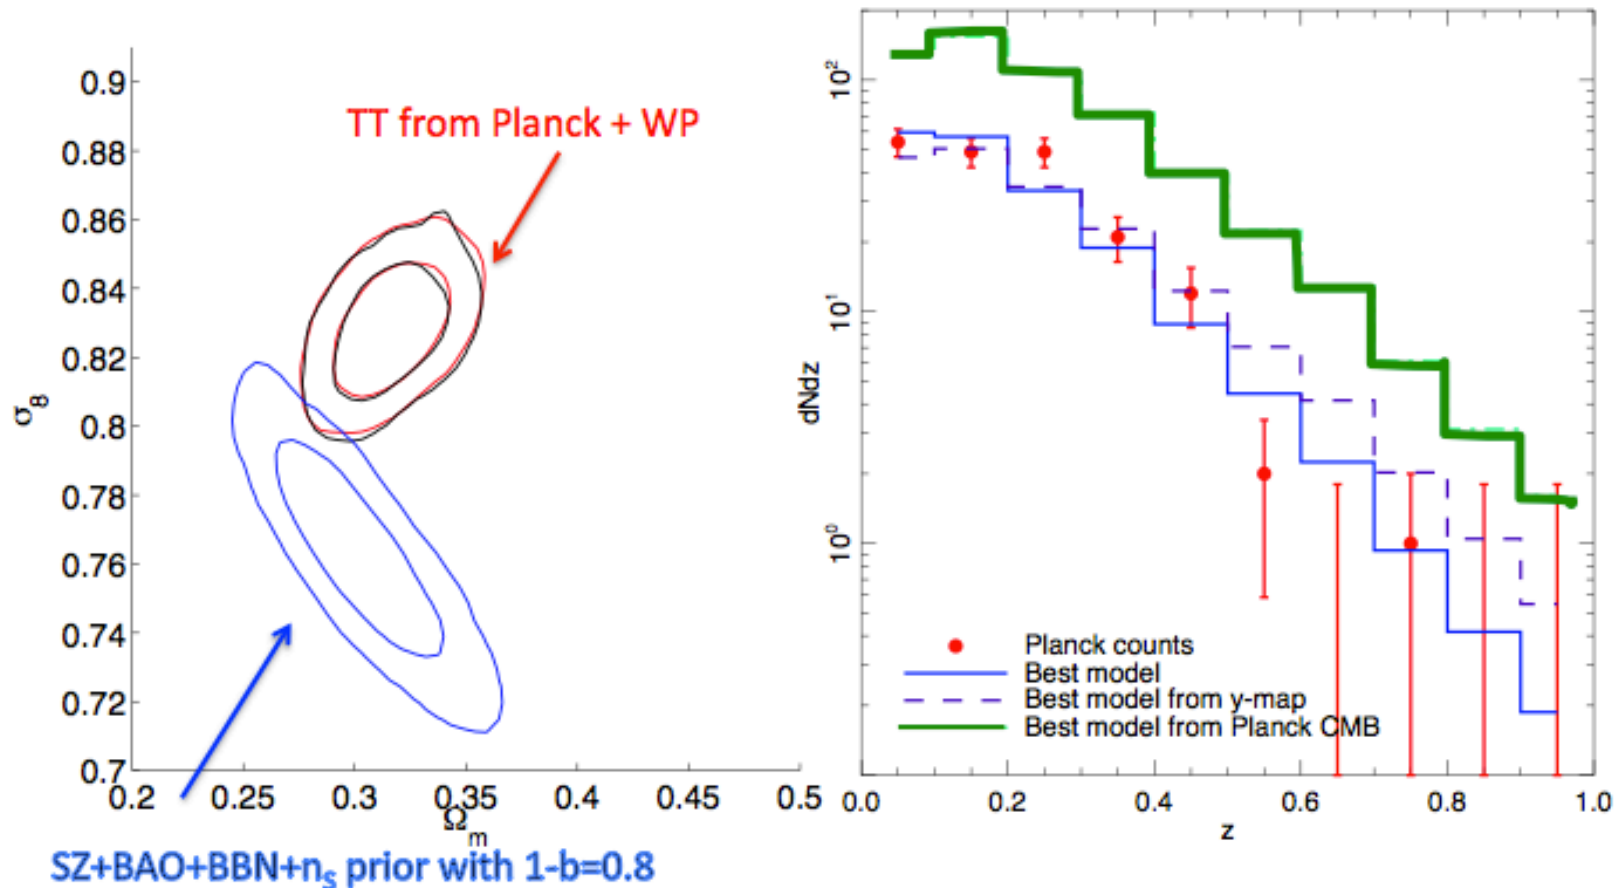 TT from Planck + WP
σ8
0.9
0.88
0.86
0.84
0.82
0.8
0.78
0.76
0.74
0.72
0.7
0.2 0.25 0.3 0.35 0.4 0.45 0.5
Ωm
SZ+BAO+BBN+ns prior with 1-b=0.8
dNdz
10²
10¹
10⁰
Planck counts
Best model
Best model from y-map
Best model from Planck CMB
0.0 0.2 0.4 0.6 0.8 1.0
z